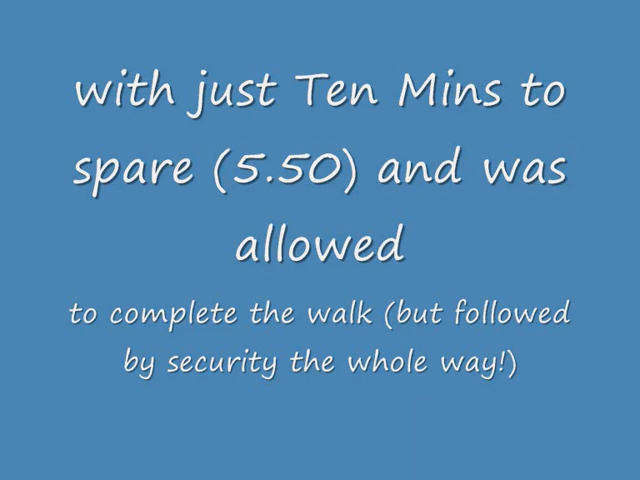 with just Ten Mins to
spare (5.50) and was
allowed
to complete the walk (but followed
by security the whole way!)